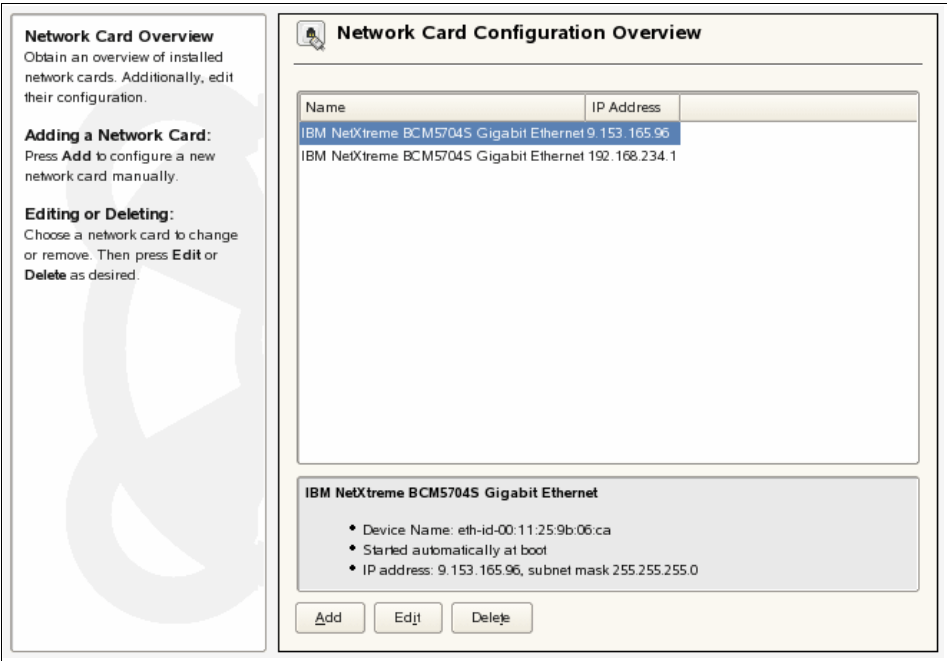 Network Card Overview
Obtain an overview of installed
network cards. Additionally, edit
their configuration.
Adding a Network Card:
Press Add to configure a new
network card manually.
Editing or Deleting:
Choose a network card to change
or remove. Then press Edit or
Delete as desired.
Network Card Configuration Overview
Name IP Address
IBM NetXtreme BCM5704S Gigabit Ethernet 9.153.165.96
IBM NetXtreme BCM5704S Gigabit Ethernet 192.168.234.1
IBM NetXtreme BCM5704S Gigabit Ethernet
• Device Name: eth-id-00:11:25:9b:06:ca
• Started automatically at boot
• IP address: 9.153.165.96, subnet mask 255.255.255.0
Add Edit Delete